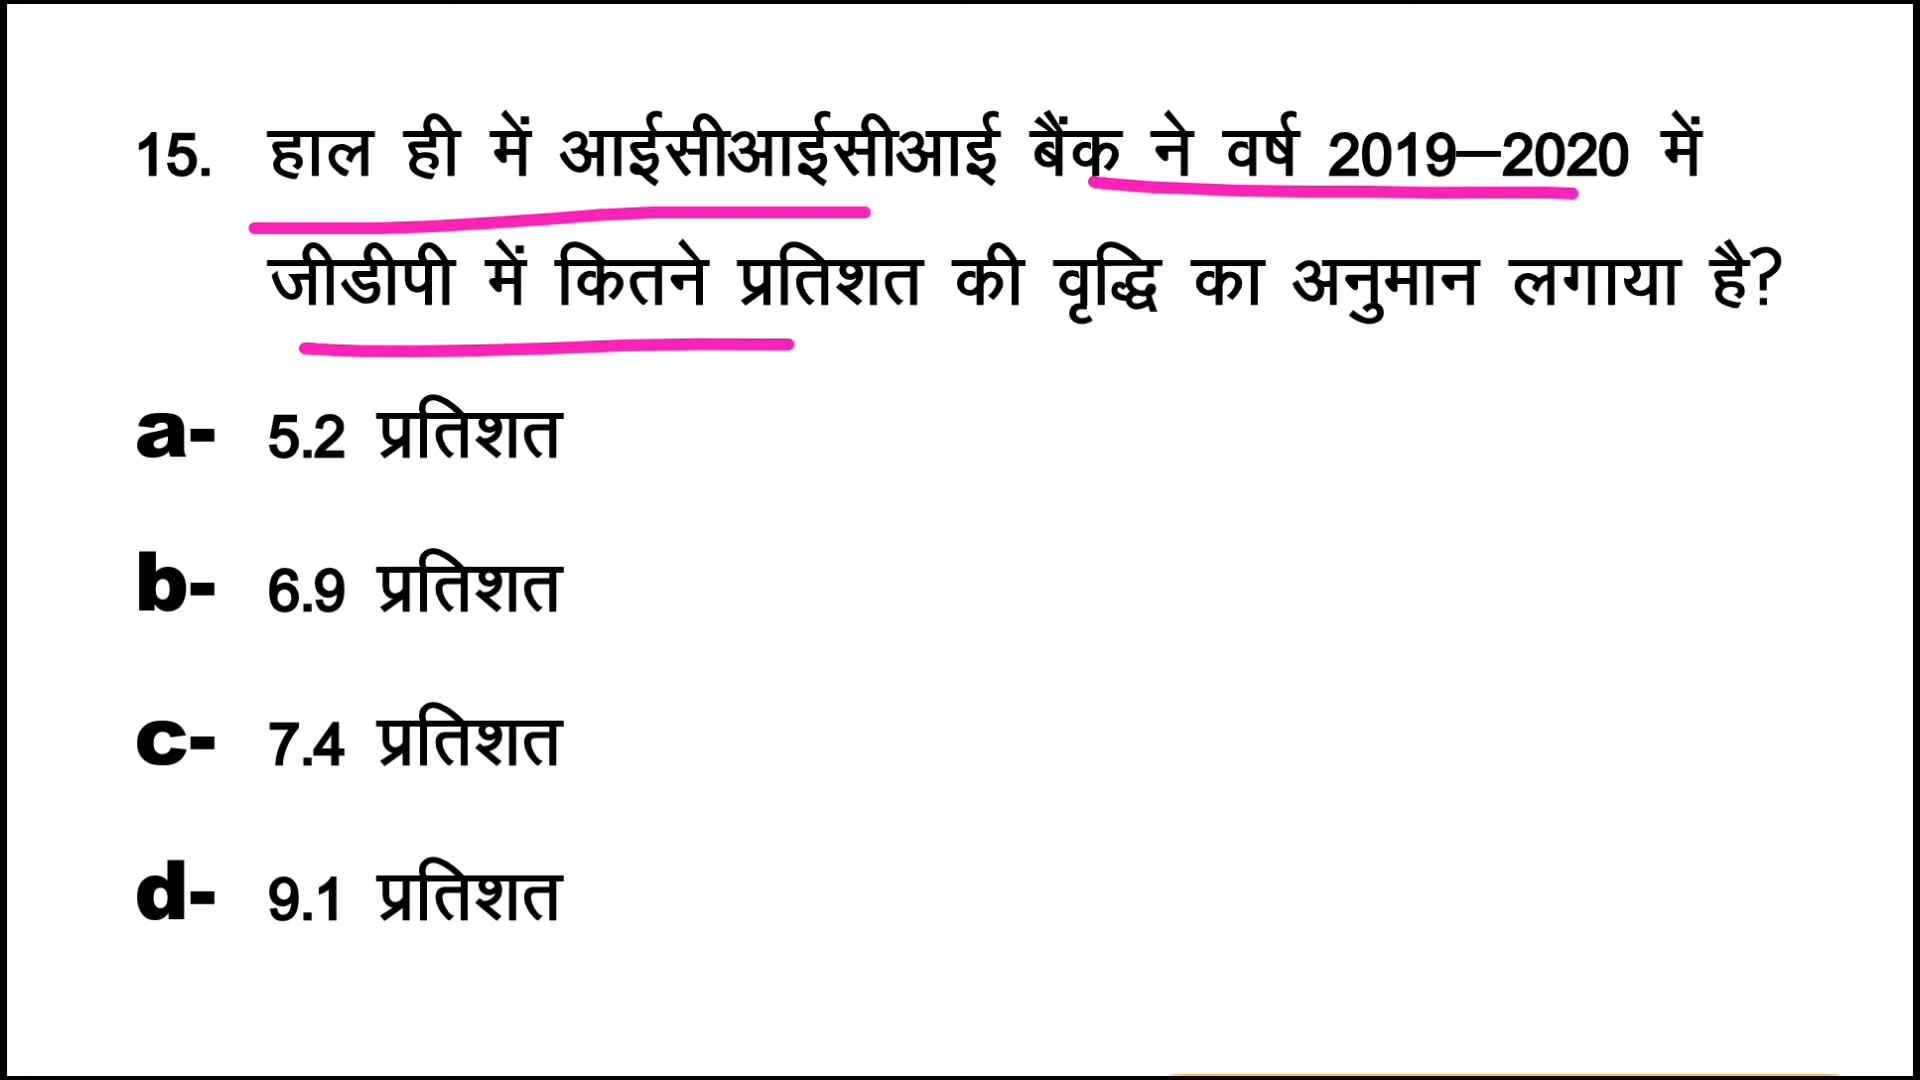 15. हाल ही में आईसीआईसीआई बैंक ने वर्ष 2019–2020 में
जीडीपी में कितने प्रतिशत की वृद्धि का अनुमान लगाया है?
a- 5.2 प्रतिशत
b- 6.9 प्रतिशत
c- 7.4 प्रतिशत
d- 9.1 प्रतिशत